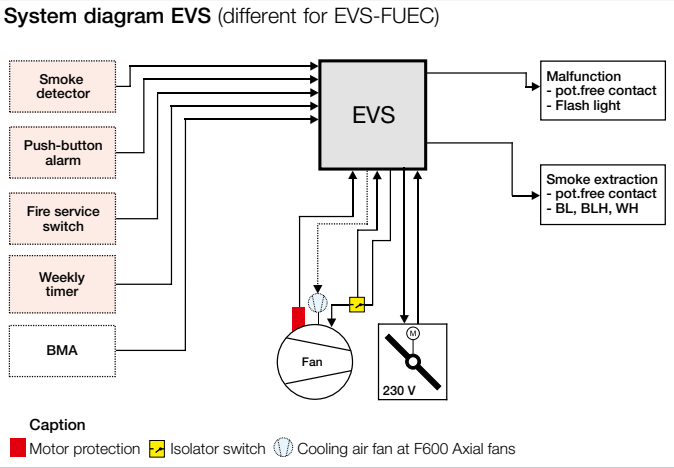 System diagram EVS (different for EVS-FUEC)
Smoke
detector
Push-button
alarm
Fire service
switch
Weekly
timer
BMA
EVS
Malfunction
- pot.free contact
- Flash light
Smoke extraction
- pot.free contact
- BL, BLH, WH
Fan
M
230 V
Caption
Motor protection
Isolator switch
Cooling air fan at F600 Axial fans